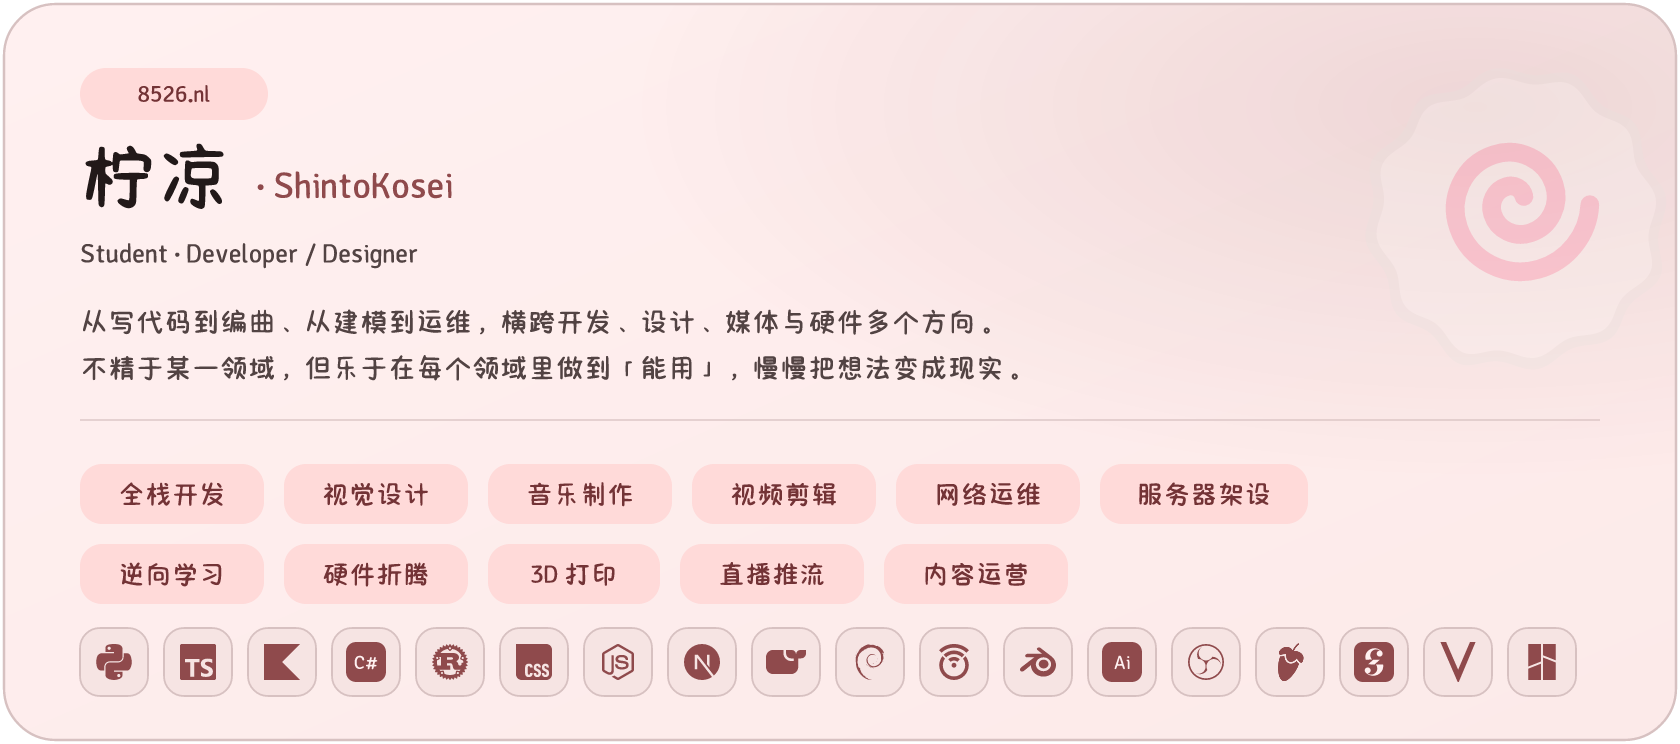 8526.nl
柠凉 · ShintoKosei
Student · Developer / Designer
从写代码到编曲、从建模到运维，横跨开发、设计、媒体与硬件多个方向。
不精于某一领域，但乐于在每个领域里做到「能用」，慢慢把想法变成现实。
全栈开发 视觉设计 音乐制作 视频剪辑 网络运维 服务器架设
逆向学习 硬件折腾 3D 打印 直播推流 内容运营
TS C# R CSS JS N Ai V